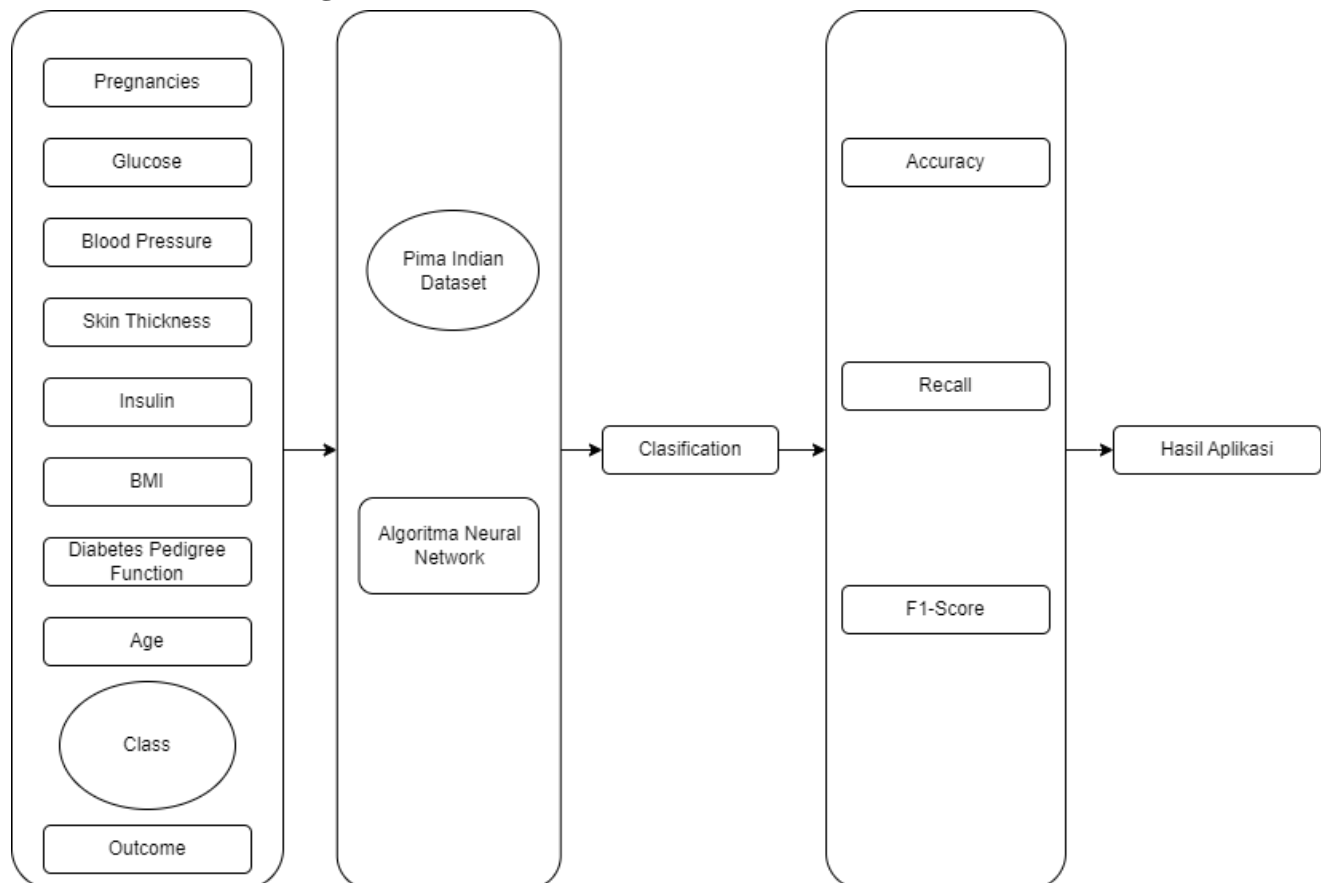 Pregnancies
Glucose
Blood Pressure
Skin Thickness
Insulin
BMI
Diabetes Pedigree
Function
Age
Class
Outcome
Pima Indian
Dataset
Algoritma Neural
Network
Clasification
Accuracy
Recall
F1-Score
Hasil Aplikasi